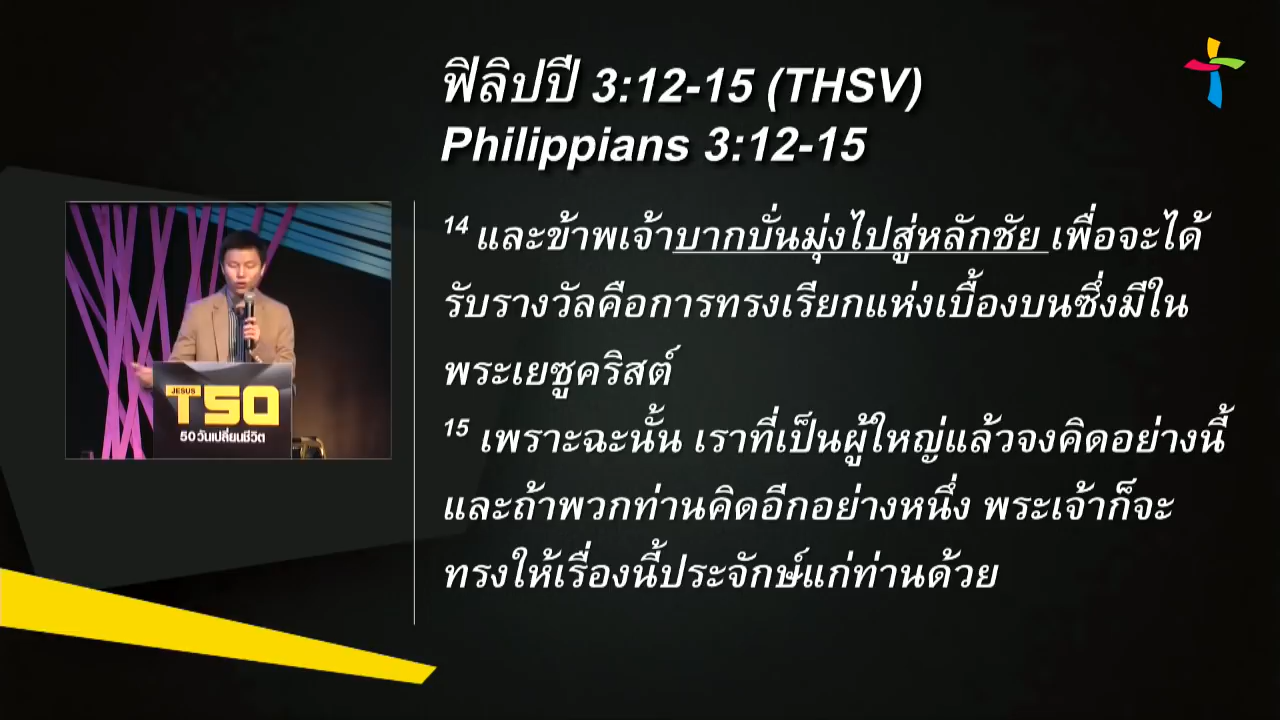 ฟีลิปปี 3:12-15 (THSV)
Philippians 3:12-15
14 และข้าพเจ้าบากบั่นมุ่งไปสู่หลักชัย เพื่อจะได้
รับรางวัลคือการทรงเรียกแห่งเบื้องบนซึ่งมีใน
พระเยซูคริสต์
15 เพราะฉะนั้น เราที่เป็นผู้ใหญ่แล้วจงคิดอย่างนี้
และถ้าพวกท่านคิดอีกอย่างหนึ่ง พระเจ้าก็จะ
ทรงให้เรื่องนี้ประจักษ์แก่ท่านด้วย
JESUS
T50
50 วันเปลี่ยนชีวิต